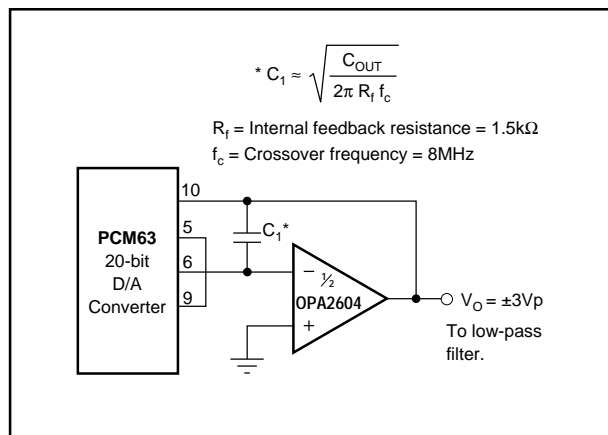 * C₁ ≈ √(C_OUT / 2π R_f f_c)
R_f = Internal feedback resistance = 1.5kΩ
f_c = Crossover frequency = 8MHz
10
PCM63
20-bit
D/A
Converter
5
6
9
C₁*
–
½
OPA2604
+
V_O = ±3Vp
To low-pass
filter.